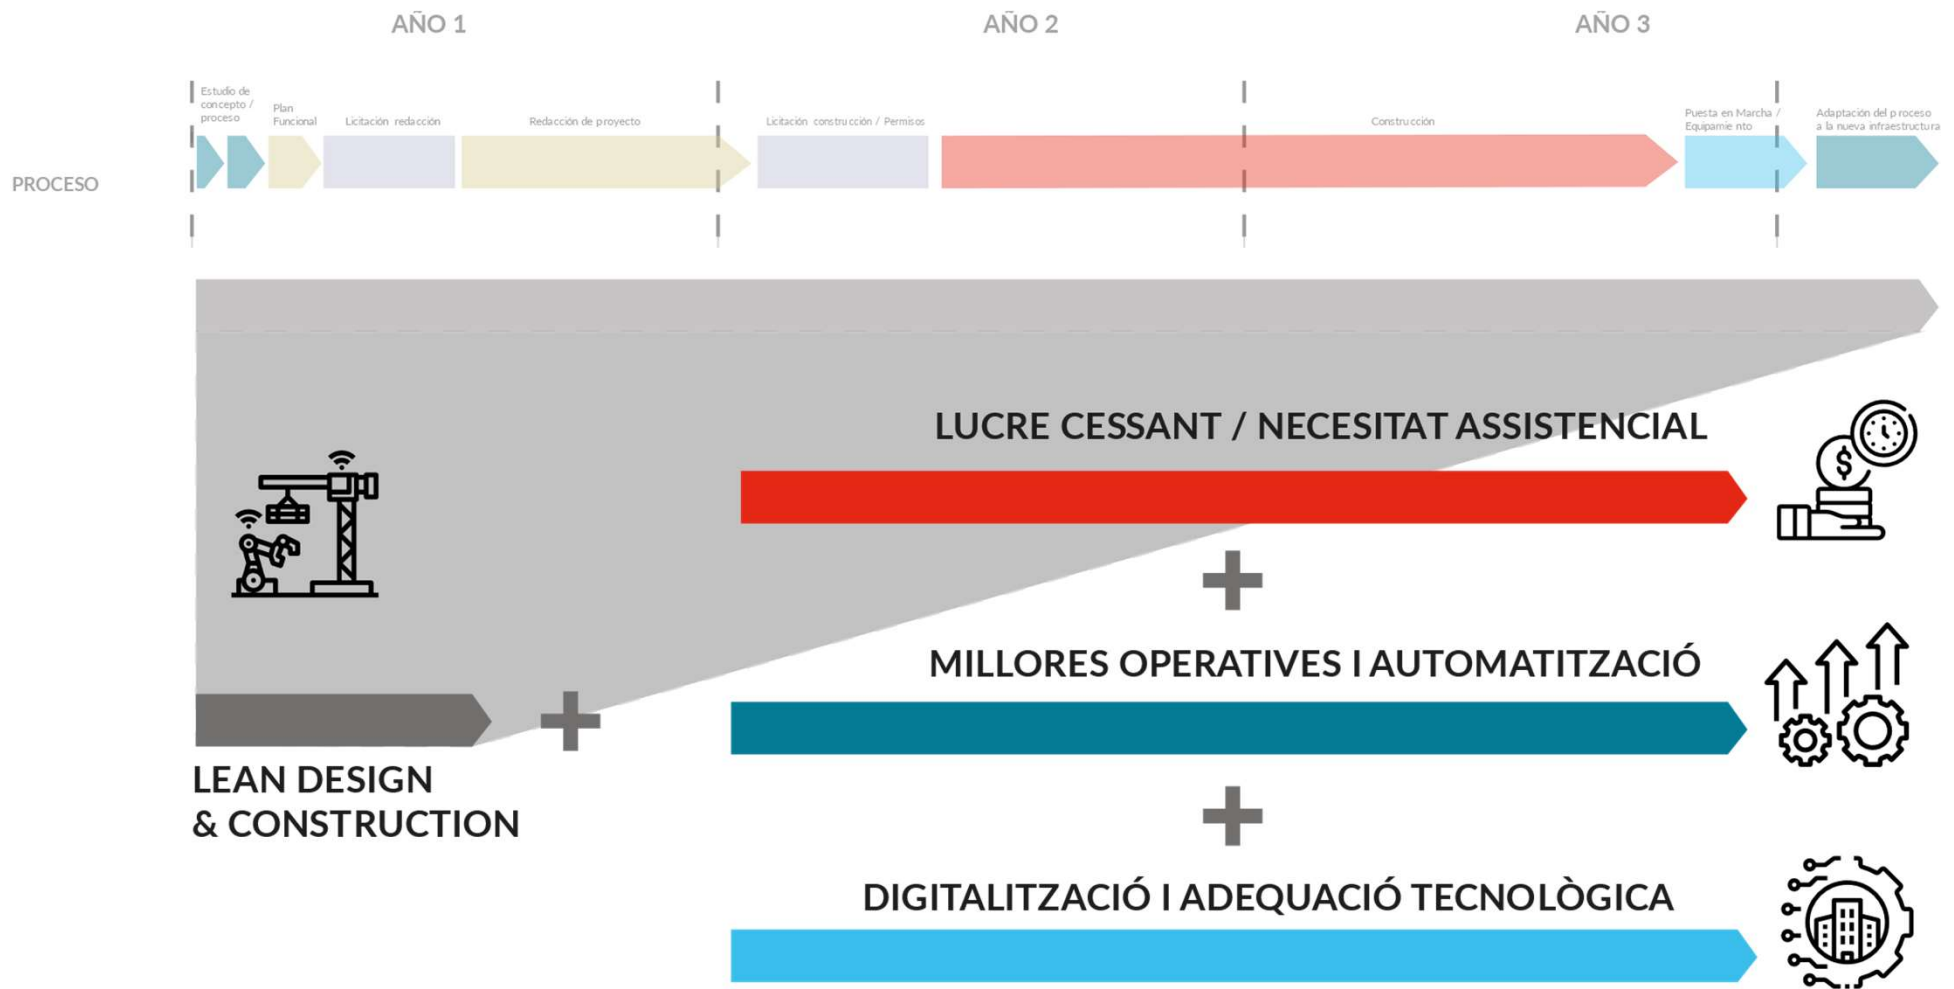 AÑO 1
AÑO 2
AÑO 3
Estudio de
concepto /
proceso
Plan
Funcional
Licitación redacción
Redacción de proyecto
Licitación construcción / Permisos
Construcción
Puesta en Marcha /
Equipamiento
Adaptación del proceso
a la nueva infraestructura
PROCESO
LUCRE CESSANT / NECESITAT ASSISTENCIAL
$
MILLORES OPERATIVES I AUTOMATITZACIÓ
LEAN DESIGN
& CONSTRUCTION
DIGITALITZACIÓ I ADEQUACIÓ TECNOLÒGICA